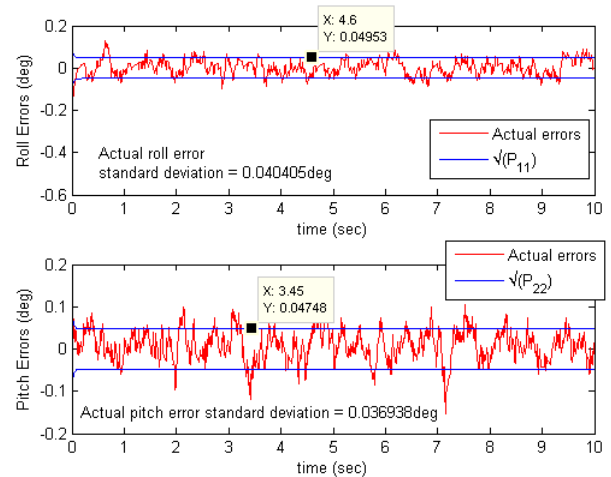 X: 4.6
Y: 0.04953
Roll Errors (deg)
0.2
0
-0.2
-0.4
-0.6
Actual roll error
standard deviation = 0.040405deg
Actual errors
√(P11)
0 1 2 3 4 5 6 7 8 9 10
time (sec)
Pitch Errors (deg)
0.2
0.1
0
-0.1
-0.2
X: 3.45
Y: 0.04748
Actual errors
√(P22)
Actual pitch error standard deviation = 0.036938deg
0 1 2 3 4 5 6 7 8 9 10
time (sec)